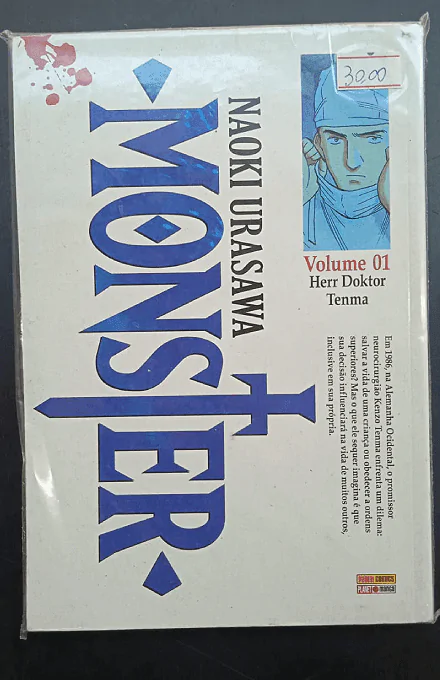 30,00
NAOKI URASAWA
MONSTER
Volume 01
Herr Doktor
Tenma
Em 1986, na Alemanha Ocidental, o promissor
neurocirurgião Kenzo Tenma enfrenta um dilema:
salvar a vida de uma criança ou obedecer a ordens
superiores? Mas o que ele sequer imagina é que
sua decisão influenciará na vida de muitos outros,
inclusive em sua própria.
PANINI COMICS
PLANET MANGA